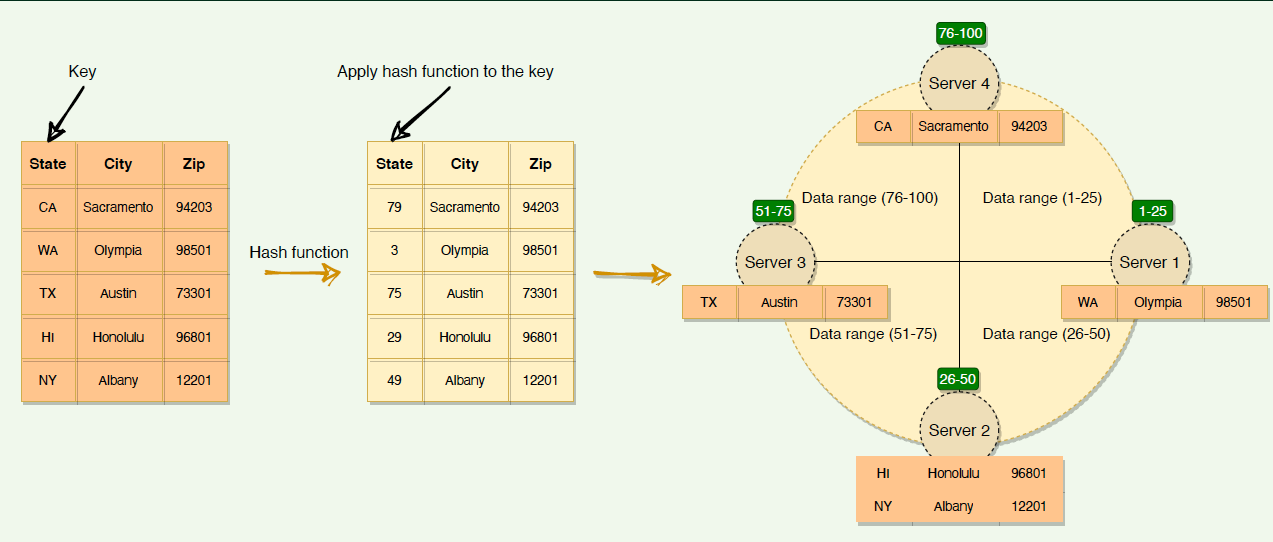 Key
State City Zip
CA Sacramento 94203
WA Olympia 98501
TX Austin 73301
HI Honolulu 96801
NY Albany 12201
Hash function
Apply hash function to the key
State City Zip
79 Sacramento 94203
3 Olympia 98501
75 Austin 73301
29 Honolulu 96801
49 Albany 12201
76-100
Server 4
CA Sacramento 94203
Data range (76-100)
Data range (1-25)
51-75
Server 3
TX Austin 73301
1-25
Server 1
WA Olympia 98501
Data range (51-75)
Data range (26-50)
26-50
Server 2
HI Honolulu 96801
NY Albany 12201